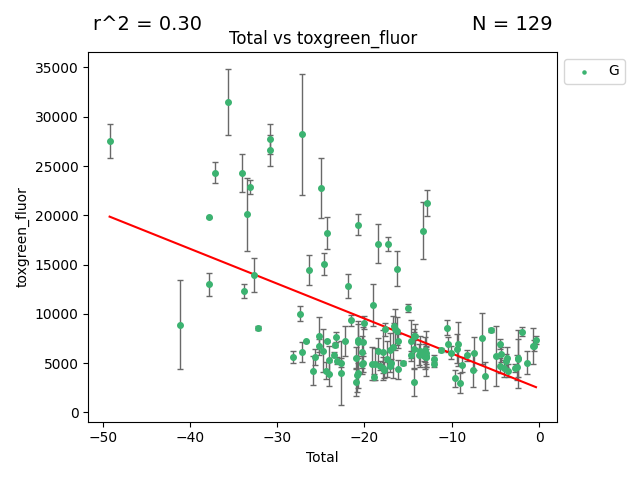 r^2 = 0.30 N = 129
Total vs toxgreen_fluor
G
35000
30000
25000
20000
15000
10000
5000
0
toxgreen_fluor
−50 −40 −30 −20 −10 0
Total